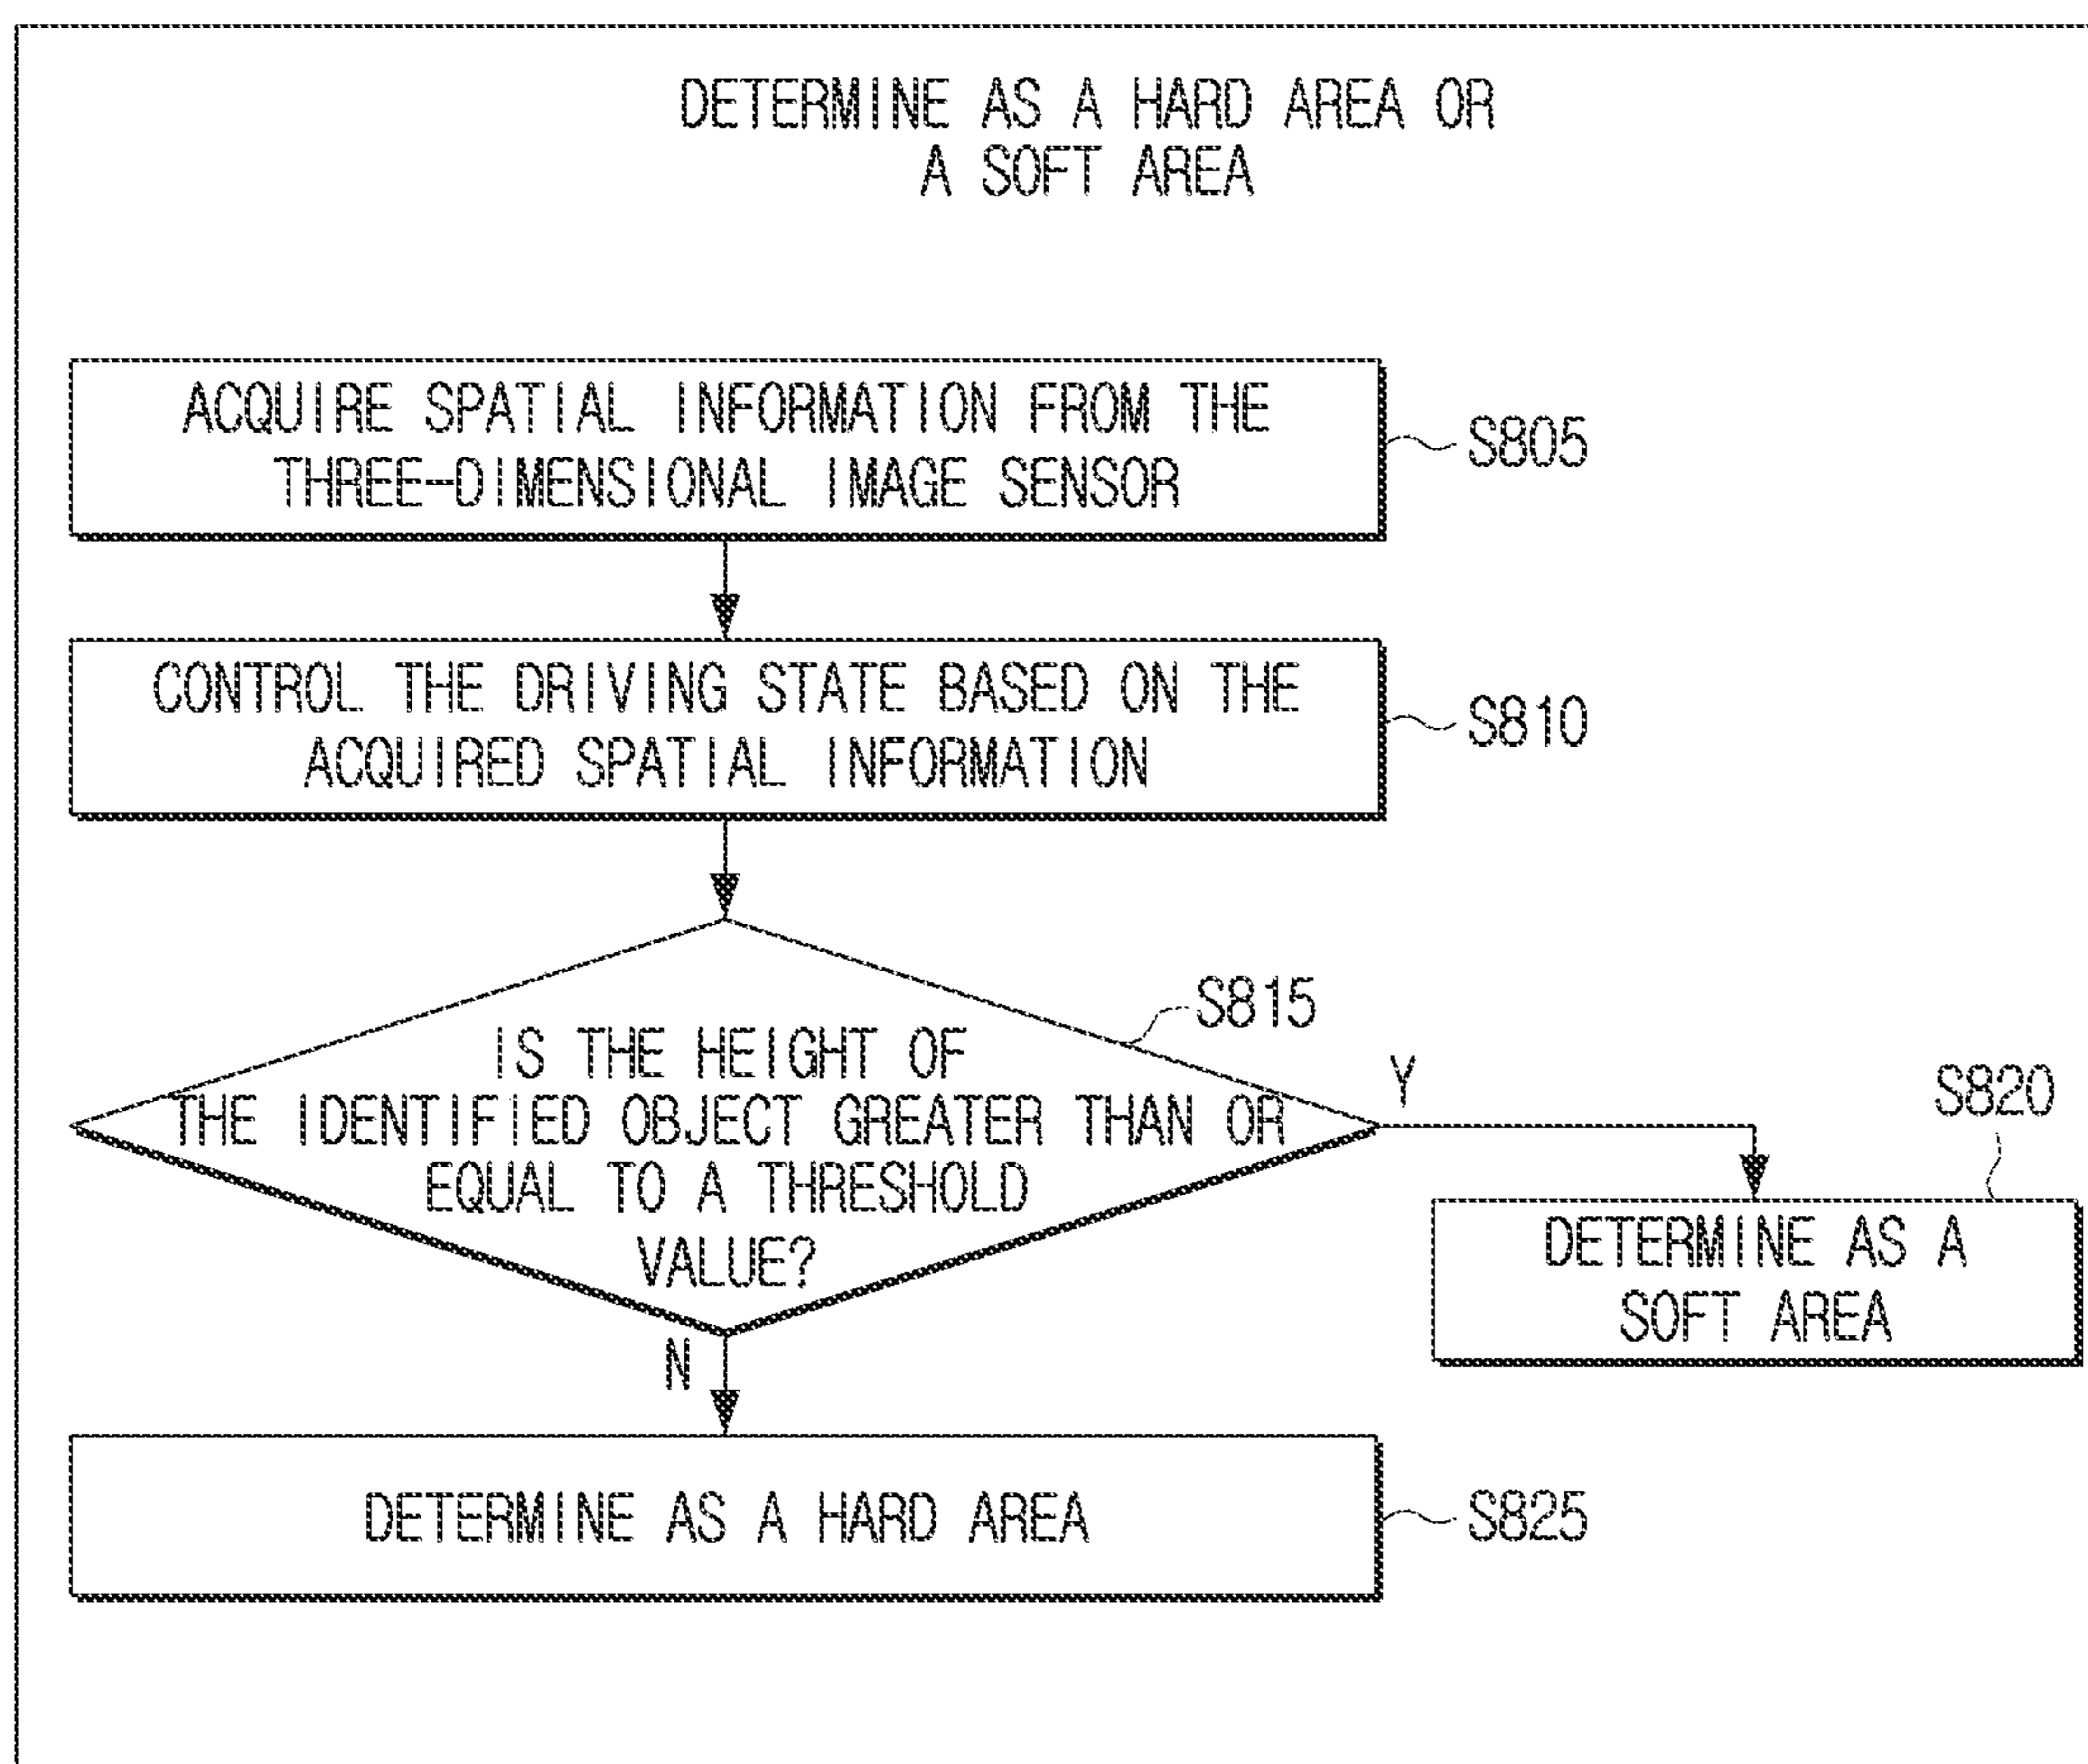 DETERMINE AS A HARD AREA OR
A SOFT AREA
ACQUIRE SPATIAL INFORMATION FROM THE
THREE-DIMENSIONAL IMAGE SENSOR
S805
CONTROL THE DRIVING STATE BASED ON THE
ACQUIRED SPATIAL INFORMATION
S810
S815
IS THE HEIGHT OF
THE IDENTIFIED OBJECT GREATER THAN OR
EQUAL TO A THRESHOLD
VALUE?
Y
S820
DETERMINE AS A
SOFT AREA
N
DETERMINE AS A HARD AREA
S825